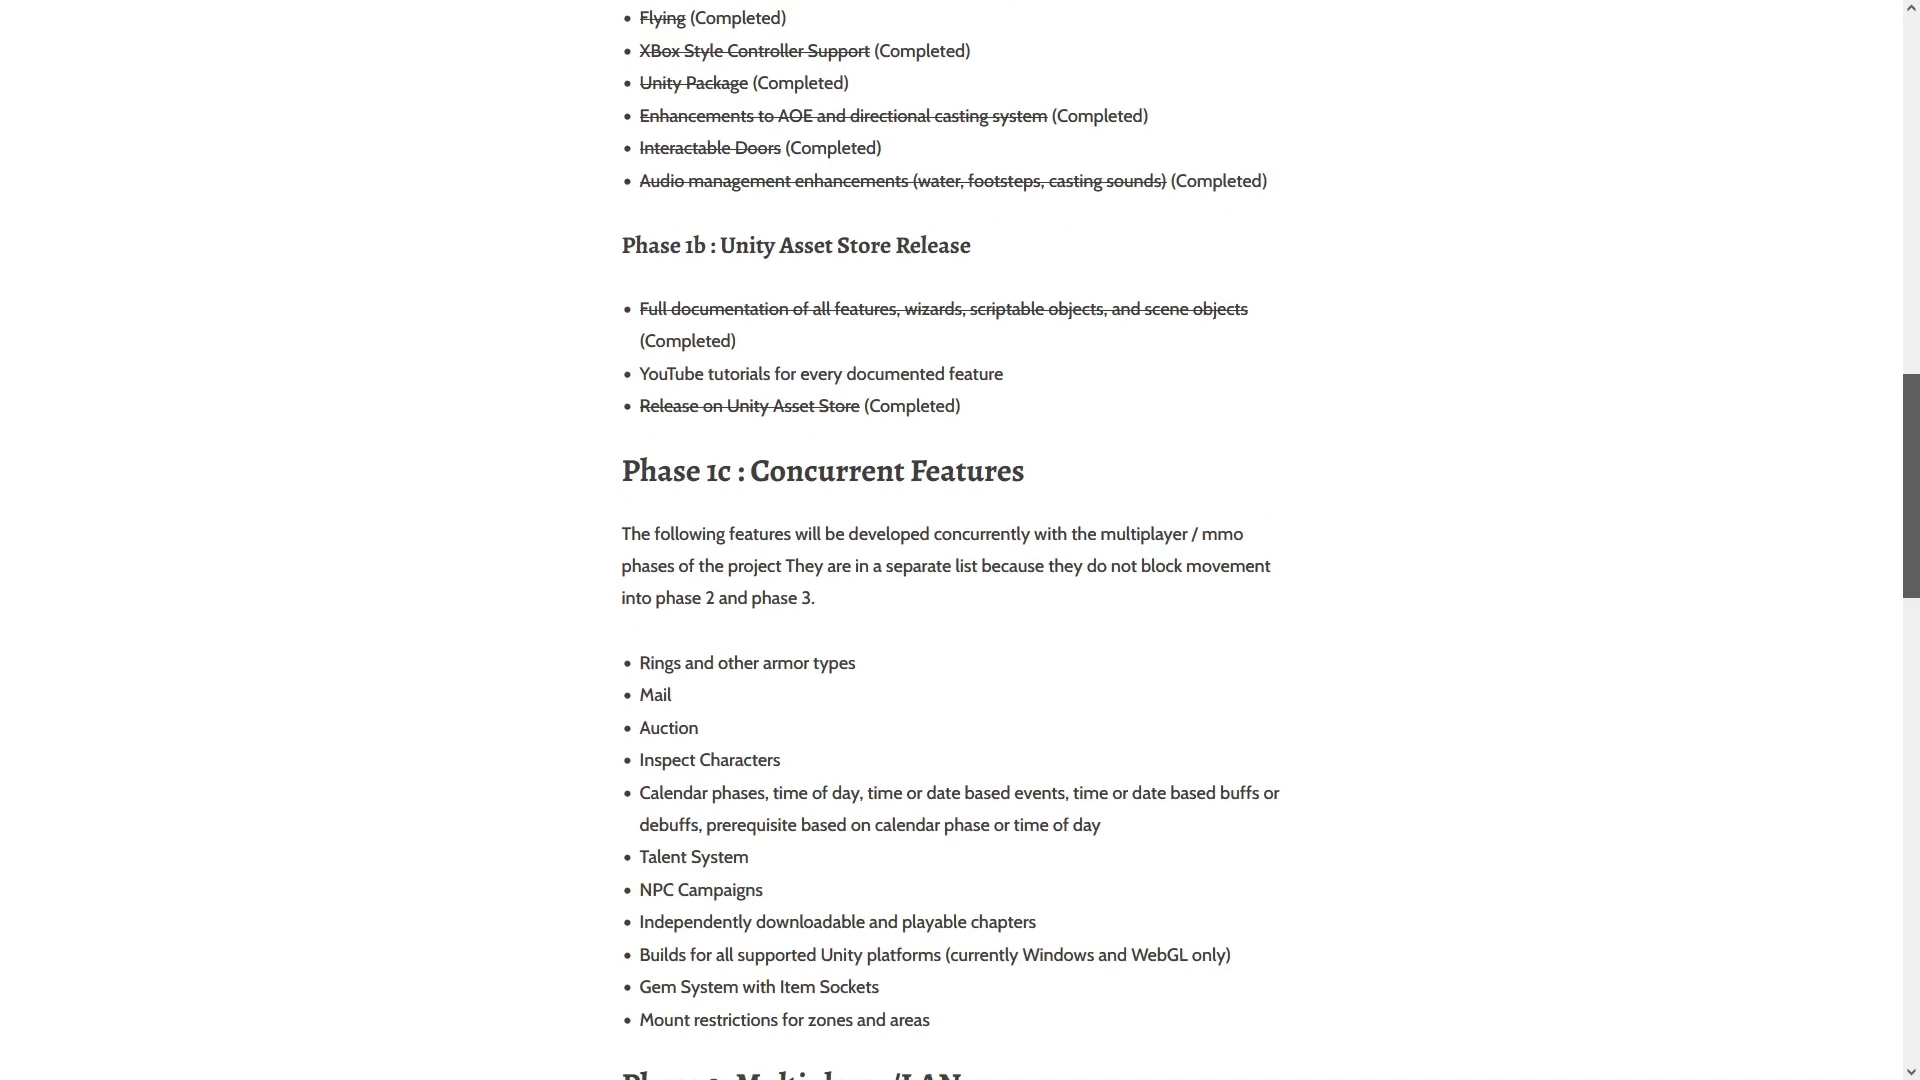 • Flying (Completed)
• XBox Style Controller Support (Completed)
• Unity Package (Completed)
• Enhancements to AOE and directional casting system (Completed)
• Interactable Doors (Completed)
• Audio management enhancements (water, footsteps, casting sounds) (Completed)
Phase 1b : Unity Asset Store Release
• Full documentation of all features, wizards, scriptable objects, and scene objects
(Completed)
• YouTube tutorials for every documented feature
• Release on Unity Asset Store (Completed)
Phase 1c : Concurrent Features
The following features will be developed concurrently with the multiplayer / mmo
phases of the project They are in a separate list because they do not block movement
into phase 2 and phase 3.
• Rings and other armor types
• Mail
• Auction
• Inspect Characters
• Calendar phases, time of day, time or date based events, time or date based buffs or
debuffs, prerequisite based on calendar phase or time of day
• Talent System
• NPC Campaigns
• Independently downloadable and playable chapters
• Builds for all supported Unity platforms (currently Windows and WebGL only)
• Gem System with Item Sockets
• Mount restrictions for zones and areas